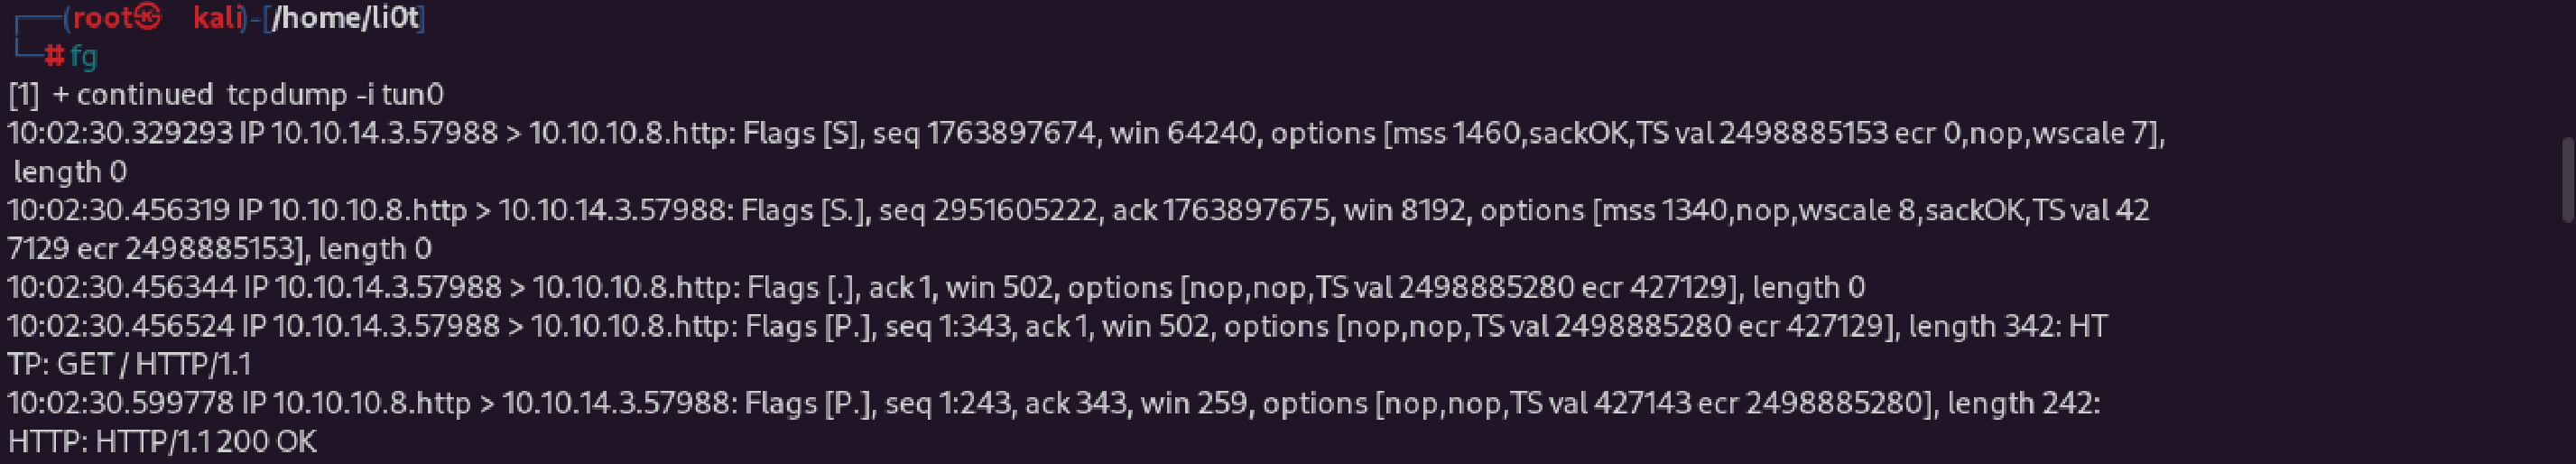 ┌──(root㉿ kali)-[/home/li0t]
└─# fg
[1]  + continued  tcpdump -i tun0
10:02:30.329293 IP 10.10.14.3.57988 > 10.10.10.8.http: Flags [S], seq 1763897674, win 64240, options [mss 1460,sackOK,TS val 2498885153 ecr 0,nop,wscale 7],
 length 0
10:02:30.456319 IP 10.10.10.8.http > 10.10.14.3.57988: Flags [S.], seq 2951605222, ack 1763897675, win 8192, options [mss 1340,nop,wscale 8,sackOK,TS val 42
7129 ecr 2498885153], length 0
10:02:30.456344 IP 10.10.14.3.57988 > 10.10.10.8.http: Flags [.], ack 1, win 502, options [nop,nop,TS val 2498885280 ecr 427129], length 0
10:02:30.456524 IP 10.10.14.3.57988 > 10.10.10.8.http: Flags [P.], seq 1:343, ack 1, win 502, options [nop,nop,TS val 2498885280 ecr 427129], length 342: HT
TP: GET / HTTP/1.1
10:02:30.599778 IP 10.10.10.8.http > 10.10.14.3.57988: Flags [P.], seq 1:243, ack 343, win 259, options [nop,nop,TS val 427143 ecr 2498885280], length 242:
HTTP: HTTP/1.1 200 OK